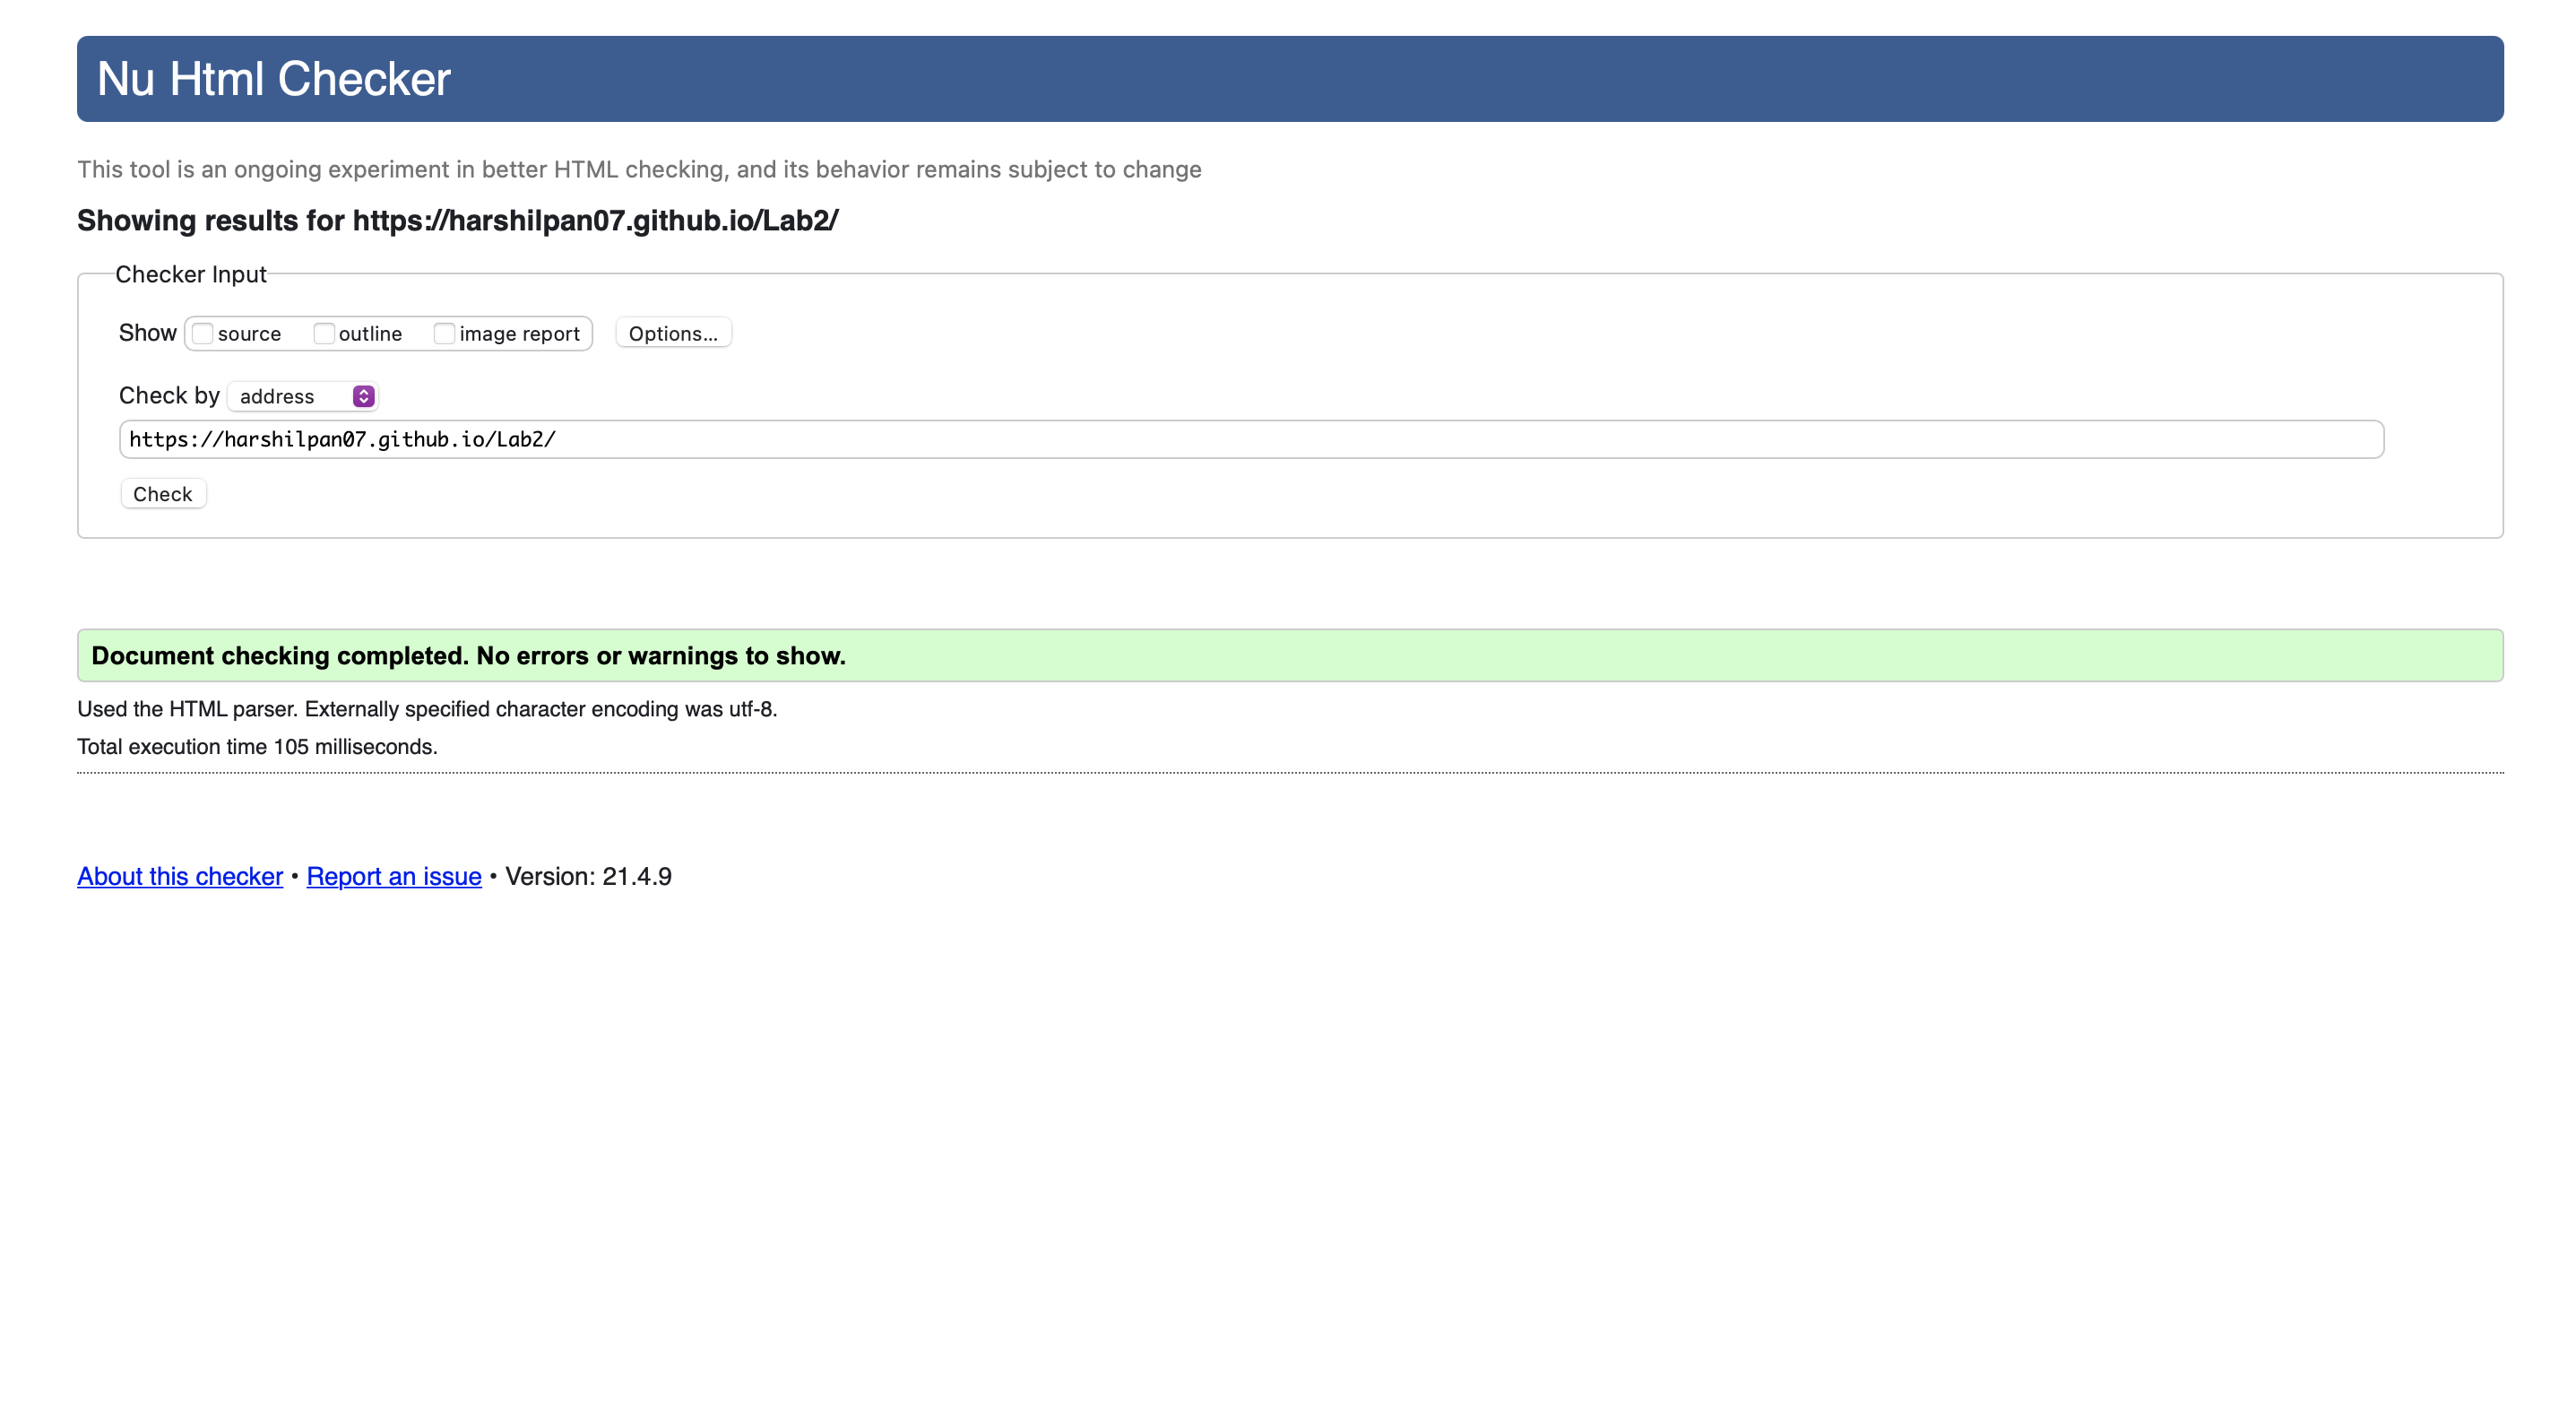 Nu Html Checker
This tool is an ongoing experiment in better HTML checking, and its behavior remains subject to change
Showing results for https://harshilpan07.github.io/Lab2/
Checker Input
Show source outline image report Options...
Check by address
https://harshilpan07.github.io/Lab2/
Check
Document checking completed. No errors or warnings to show.
Used the HTML parser. Externally specified character encoding was utf-8.
Total execution time 105 milliseconds.
About this checker • Report an issue • Version: 21.4.9